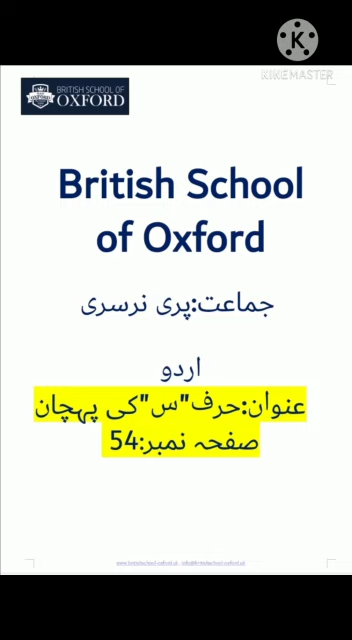 KINEMASTER
BRITISH SCHOOL OF
OXFORD
British School
of Oxford
جماعت:پری نرسری
اردو
عنوان:حرف"س"کی پہچان
صفحہ نمبر:54